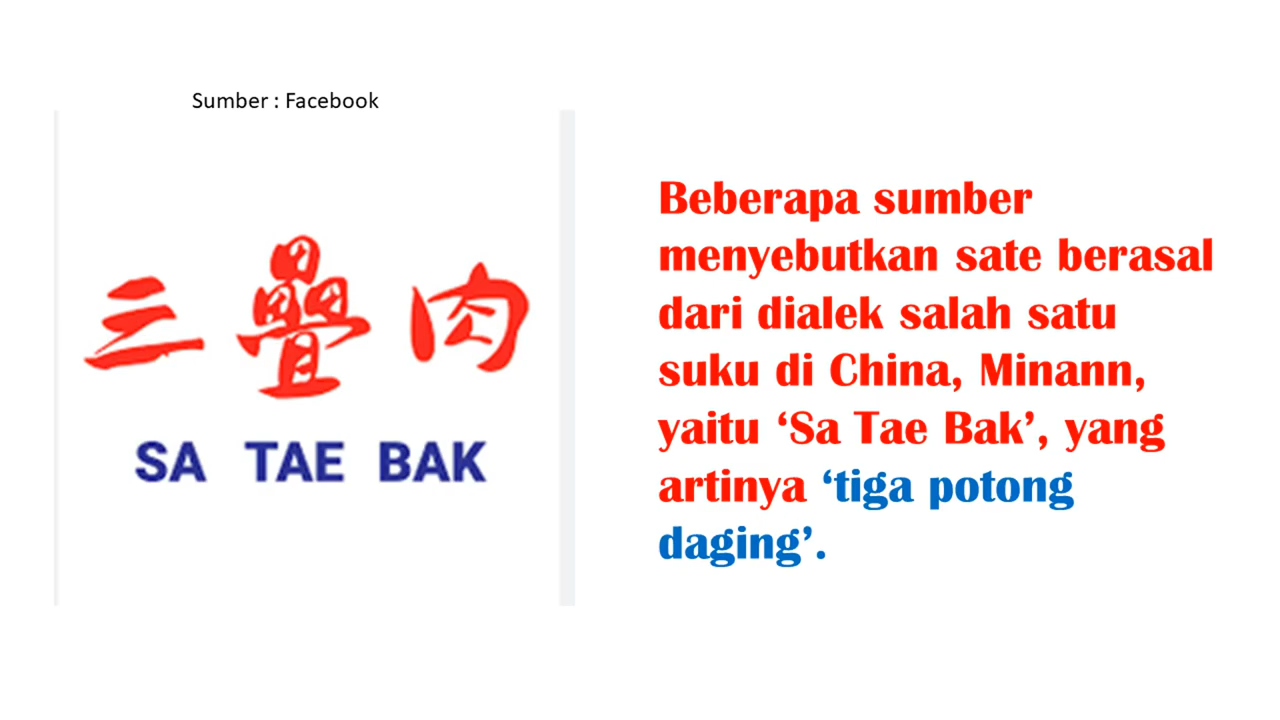 Sumber : Facebook
三疊肉
SA TAE BAK
Beberapa sumber
menyebutkan sate berasal
dari dialek salah satu
suku di China, Minann,
yaitu ‘Sa Tae Bak’, yang
artinya ‘tiga potong
daging’.